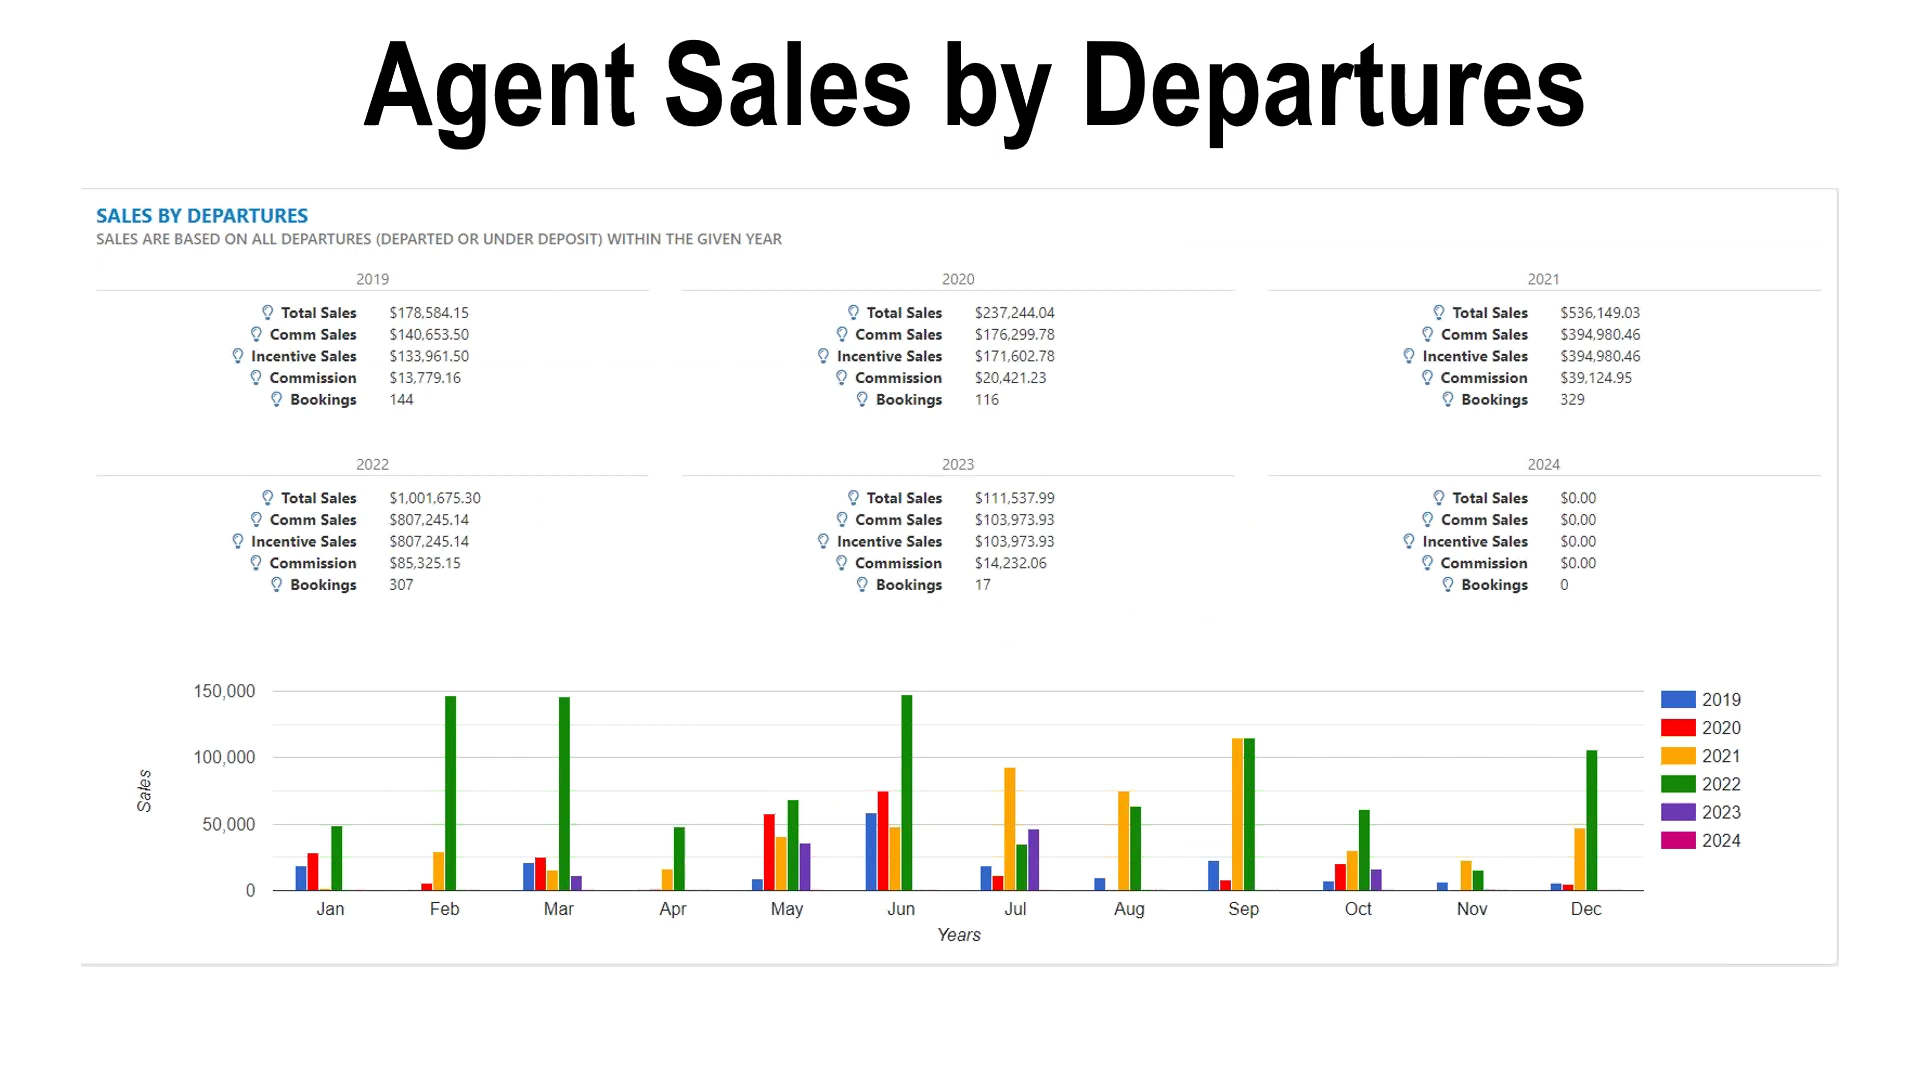 Agent Sales by Departures
SALES BY DEPARTURES
SALES ARE BASED ON ALL DEPARTURES (DEPARTED OR UNDER DEPOSIT) WITHIN THE GIVEN YEAR
2019
Total Sales $178,584.15
Comm Sales $140,653.50
Incentive Sales $133,961.50
Commission $13,779.16
Bookings 144
2020
Total Sales $237,244.04
Comm Sales $176,299.78
Incentive Sales $171,602.78
Commission $20,421.23
Bookings 116
2021
Total Sales $536,149.03
Comm Sales $394,980.46
Incentive Sales $394,980.46
Commission $39,124.95
Bookings 329
2022
Total Sales $1,001,675.30
Comm Sales $807,245.14
Incentive Sales $807,245.14
Commission $85,325.15
Bookings 307
2023
Total Sales $111,537.99
Comm Sales $103,973.93
Incentive Sales $103,973.93
Commission $14,232.06
Bookings 17
2024
Total Sales $0.00
Comm Sales $0.00
Incentive Sales $0.00
Commission $0.00
Bookings 0
150,000
100,000
50,000
0
Sales
Jan Feb Mar Apr May Jun Jul Aug Sep Oct Nov Dec
Years
2019
2020
2021
2022
2023
2024